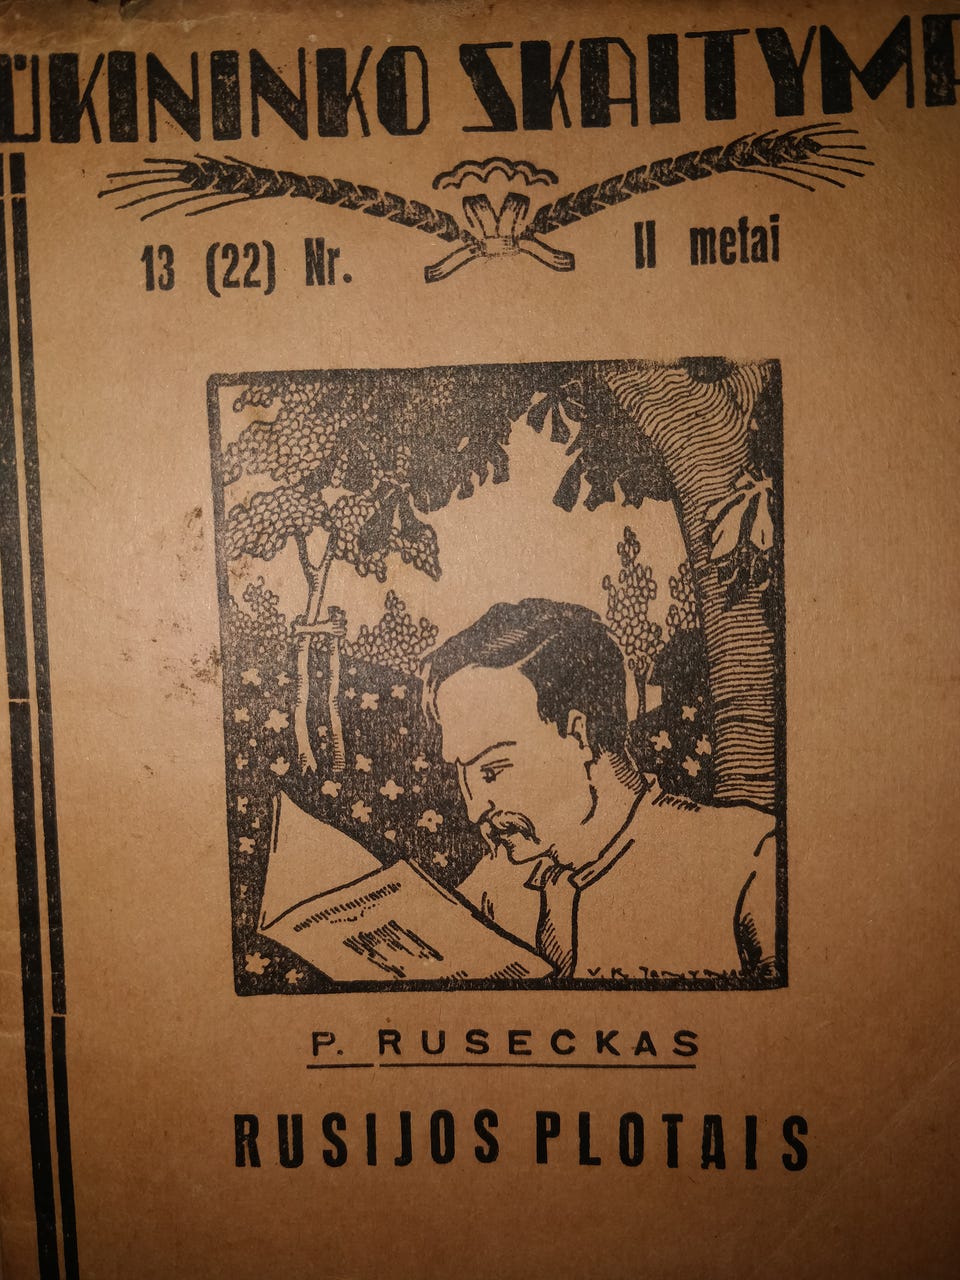 ŪKININKO SKAITYMA
13 (22) Nr. II metai
P. RUSECKAS
RUSIJOS PLOTAIS